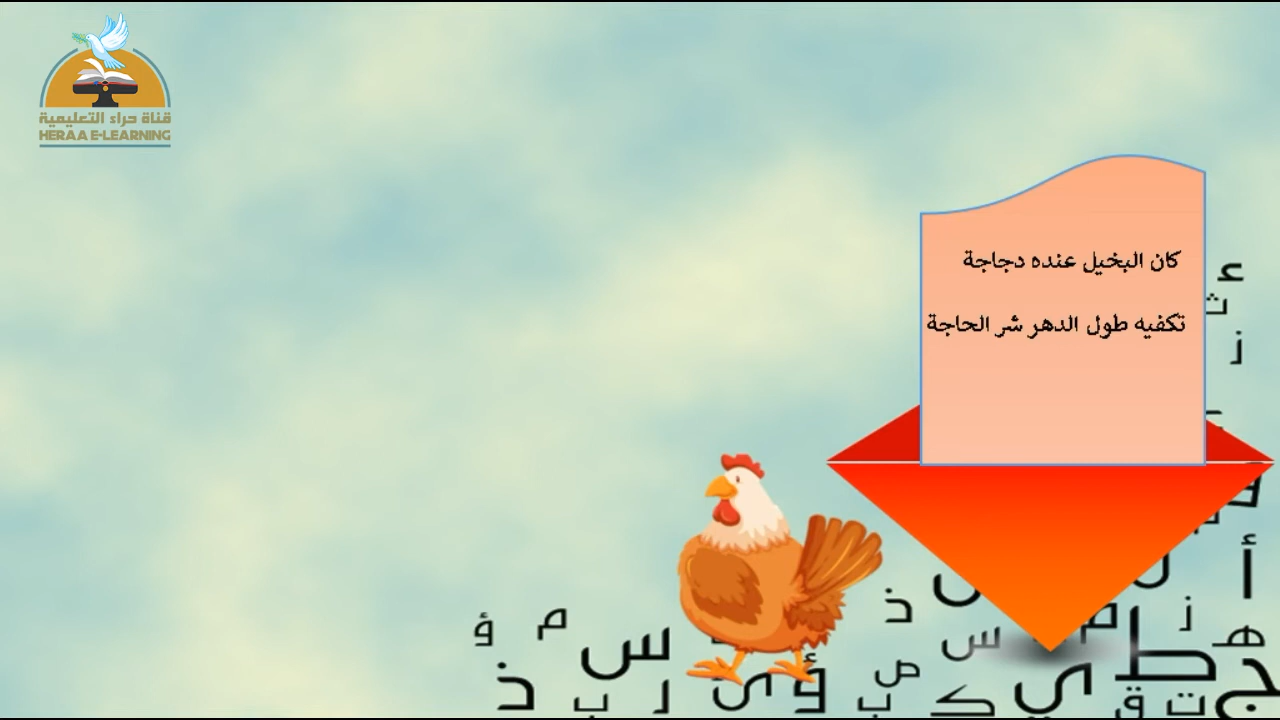 قناة حراء التعليمية
HERAA E-LEARNING
كان البخيل عنده دجاجة
تكفيه طول الدهر شر الحاجة